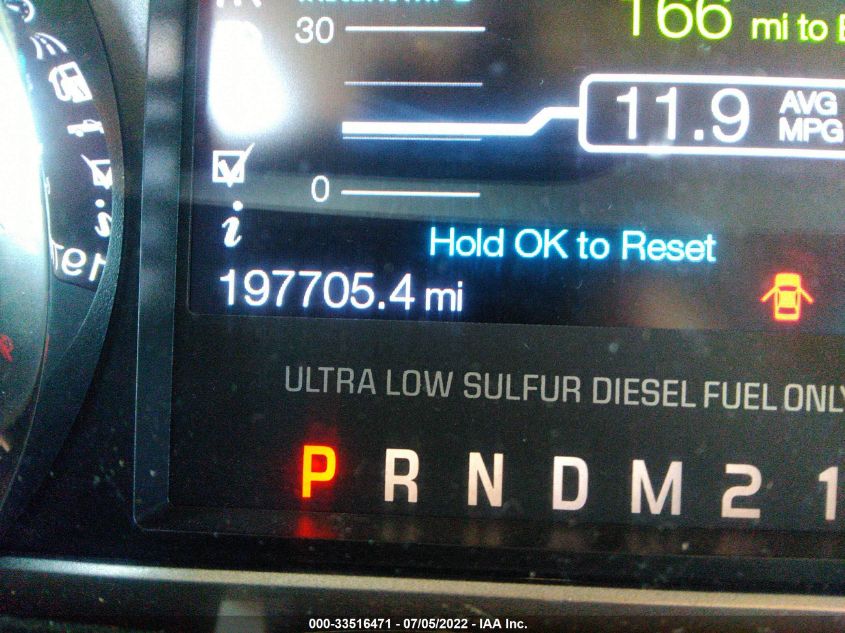 30
166 mi to E
11.9 AVG
MPG
0
i
Hold OK to Reset
197705.4 mi
ULTRA LOW SULFUR DIESEL FUEL ONLY
P R N D M 2 1
000-33516471 - 07/05/2022 - IAA Inc.